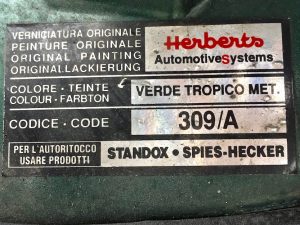 VERNICIATURA ORIGINALE
PEINTURE ORIGINALE
ORIGINAL PAINTING
ORIGINALLACKIERUNG
Herberts
AutomotiveSystems
COLORE - TEINTE
COLOUR - FARBTON
VERDE TROPICO MET.
CODICE - CODE
309/A
PER L'AUTORITOCCO
USARE PRODOTTI
STANDOX • SPIES-HECKER